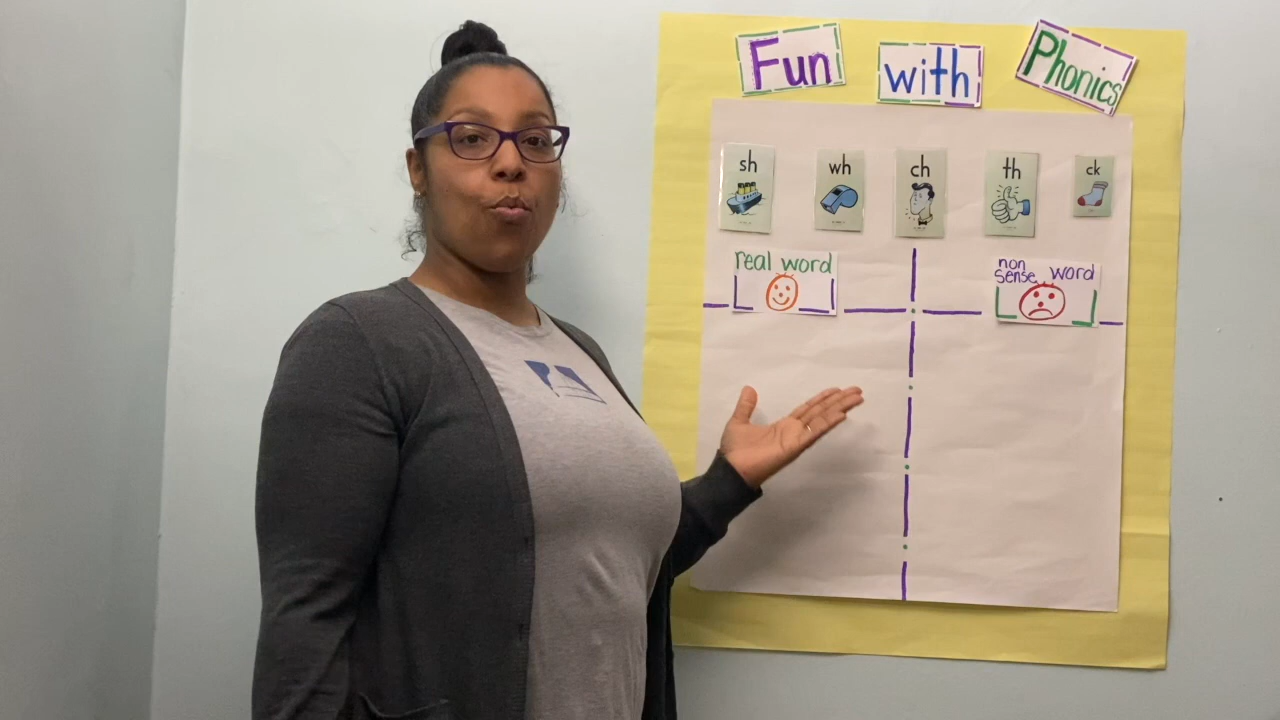 Fun with Phonics
sh wh ch th ck
real word
non
sense word